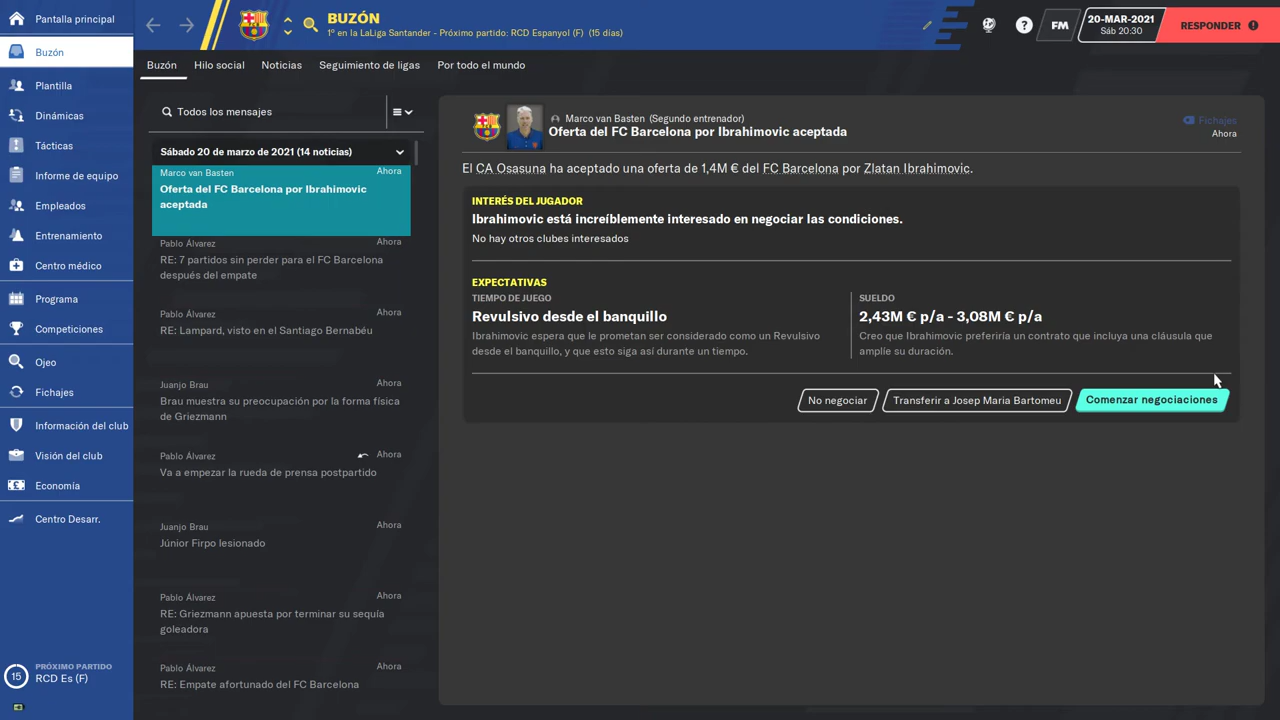 Pantalla principal
Buzón
Plantilla
Dinámicas
Tácticas
Informe de equipo
Empleados
Entrenamiento
Centro médico
Programa
Competiciones
Ojeo
Fichajes
Información del club
Visión del club
Economía
Centro Desarr.
15
PRÓXIMO PARTIDO
RCD Es (F)
BUZÓN
1º en la LaLiga Santander - Próximo partido: RCD Espanyol (F) (15 días)
?
FM
20-MAR-2021
Sáb 20:30
RESPONDER
Buzón
Hilo social
Noticias
Seguimiento de ligas
Por todo el mundo
Todos los mensajes
Sábado 20 de marzo de 2021 (14 noticias)
Marco van Basten Ahora
Oferta del FC Barcelona por Ibrahimovic
aceptada
Pablo Álvarez Ahora
RE: 7 partidos sin perder para el FC Barcelona
después del empate
Pablo Álvarez Ahora
RE: Lampard, visto en el Santiago Bernabéu
Juanjo Brau Ahora
Brau muestra su preocupación por la forma física
de Griezmann
Pablo Álvarez Ahora
Va a empezar la rueda de prensa postpartido
Juanjo Brau Ahora
Júnior Firpo lesionado
Pablo Álvarez Ahora
RE: Griezmann apuesta por terminar su sequía
goleadora
Pablo Álvarez Ahora
RE: Empate afortunado del FC Barcelona
Marco van Basten (Segundo entrenador)
Oferta del FC Barcelona por Ibrahimovic aceptada
Fichajes
Ahora
El CA Osasuna ha aceptado una oferta de 1,4M € del FC Barcelona por Zlatan Ibrahimovic.
INTERÉS DEL JUGADOR
Ibrahimovic está increíblemente interesado en negociar las condiciones.
No hay otros clubes interesados
EXPECTATIVAS
TIEMPO DE JUEGO
Revulsivo desde el banquillo
Ibrahimovic espera que le prometan ser considerado como un Revulsivo
desde el banquillo, y que esto siga así durante un tiempo.
SUELDO
2,43M € p/a - 3,08M € p/a
Creo que Ibrahimovic preferiría un contrato que incluya una cláusula que
amplíe su duración.
No negociar
Transferir a Josep Maria Bartomeu
Comenzar negociaciones